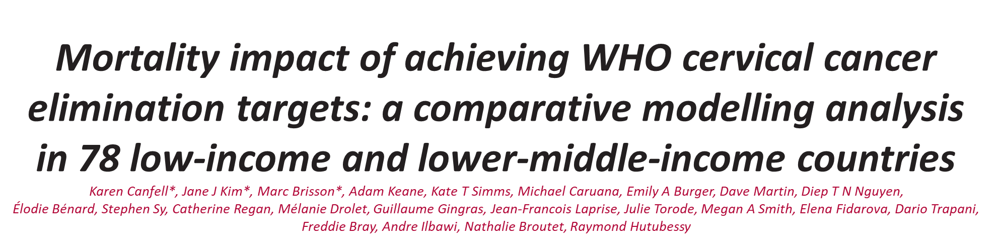 Mortality impact of achieving WHO cervical cancer
elimination targets: a comparative modelling analysis
in 78 low-income and lower-middle-income countries
Karen Canfell*, Jane J Kim*, Marc Brisson*, Adam Keane, Kate T Simms, Michael Caruana, Emily A Burger, Dave Martin, Diep T N Nguyen,
Élodie Bénard, Stephen Sy, Catherine Regan, Mélanie Drolet, Guillaume Gingras, Jean-Francois Laprise, Julie Torode, Megan A Smith, Elena Fidarova, Dario Trapani,
Freddie Bray, Andre Ilbawi, Nathalie Broutet, Raymond Hutubessy